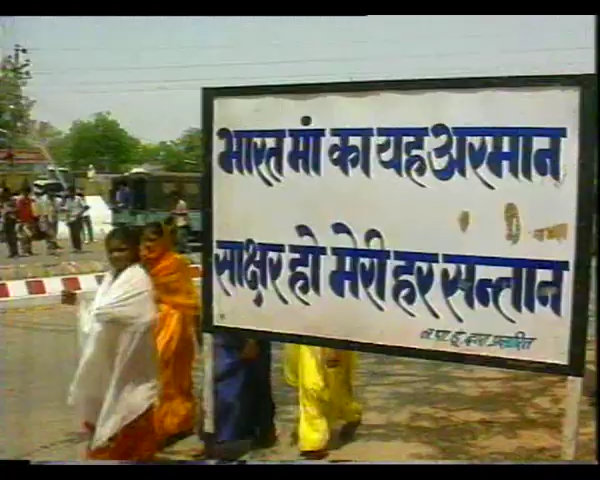 भारत मां का यह अरमान
साक्षर हो मेरी हर सन्तान